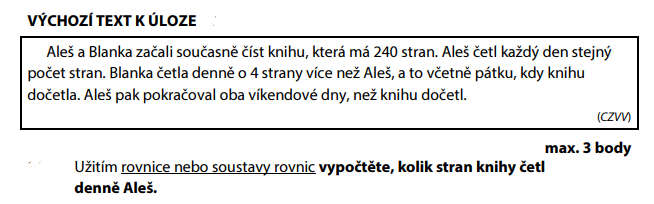 VÝCHOZÍ TEXT K ÚLOZE
Aleš a Blanka začali současně číst knihu, která má 240 stran. Aleš četl každý den stejný
počet stran. Blanka četla denně o 4 strany více než Aleš, a to včetně pátku, kdy knihu
dočetla. Aleš pak pokračoval oba víkendové dny, než knihu dočetl.
(CZVV)
max. 3 body
Užitím rovnice nebo soustavy rovnic vypočtěte, kolik stran knihy četl
denně Aleš.